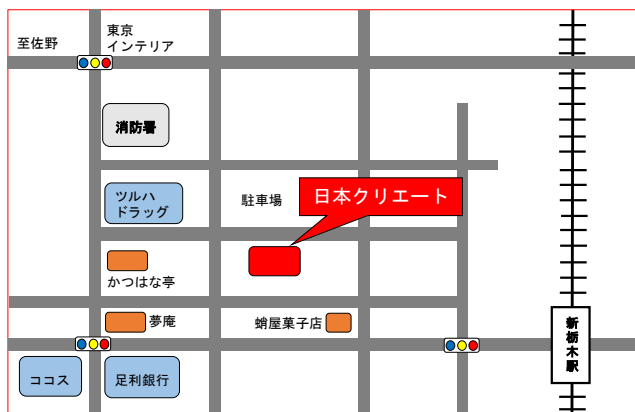 至佐野
東京
インテリア
消防署
ツルハ
ドラッグ
駐車場
日本クリエート
かつはな亭
夢庵
蛸屋菓子店
新栃木駅
ココス
足利銀行